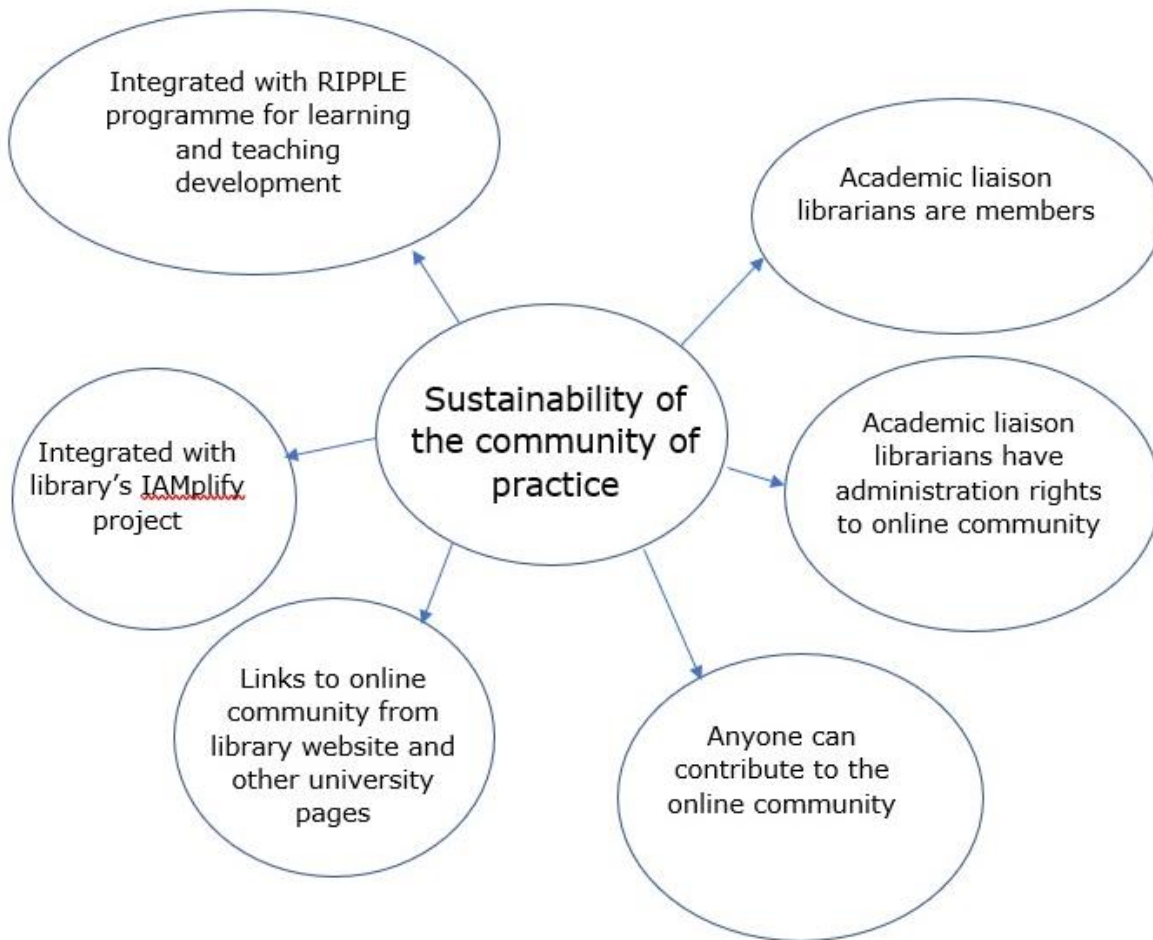 Integrated with RIPPLE
programme for learning
and teaching
development
Academic liaison
librarians are members
Sustainability of
the community of
practice
Academic liaison
librarians have
administration rights
to online community
Integrated with
library’s IAMplify
project
Links to online
community from
library website and
other university
pages
Anyone can
contribute to the
online community